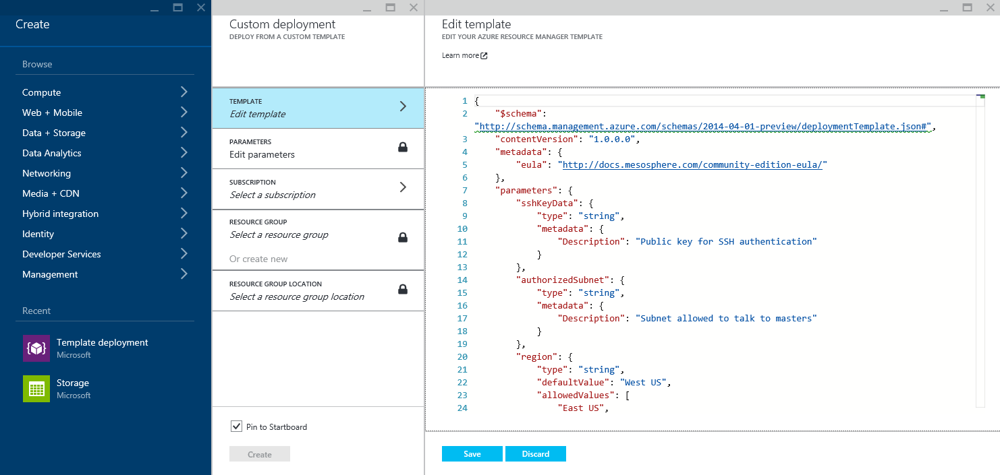 Create
Browse
Compute
Web + Mobile
Data + Storage
Data Analytics
Networking
Media + CDN
Hybrid integration
Identity
Developer Services
Management
Recent
Template deployment
Microsoft
Storage
Microsoft
Custom deployment
DEPLOY FROM A CUSTOM TEMPLATE
TEMPLATE
Edit template
PARAMETERS
Edit parameters
SUBSCRIPTION
Select a subscription
RESOURCE GROUP
Select a resource group
Or create new
RESOURCE GROUP LOCATION
Select a resource group location
Pin to Startboard
Create
Edit template
EDIT YOUR AZURE RESOURCE MANAGER TEMPLATE
Learn more
1 {
2 "$schema":
"http://schema.management.azure.com/schemas/2014-04-01-preview/deploymentTemplate.json#",
3 "contentVersion": "1.0.0.0",
4 "metadata": {
5 "eula": "http://docs.mesosphere.com/community-edition-eula/"
6 },
7 "parameters": {
8 "sshKeyData": {
9 "type": "string",
10 "metadata": {
11 "Description": "Public key for SSH authentication"
12 }
13 },
14 "authorizedSubnet": {
15 "type": "string",
16 "metadata": {
17 "Description": "Subnet allowed to talk to masters"
18 }
19 },
20 "region": {
21 "type": "string",
22 "defaultValue": "West US",
23 "allowedValues": [
24 "East US",
Save Discard